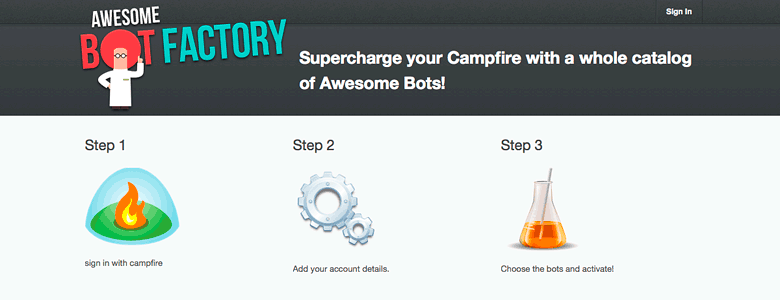 AWESOME
BOT FACTORY
Sign In
Supercharge your Campfire with a whole catalog
of Awesome Bots!
Step 1
Step 2
Step 3
sign in with campfire
Add your account details.
Choose the bots and activate!